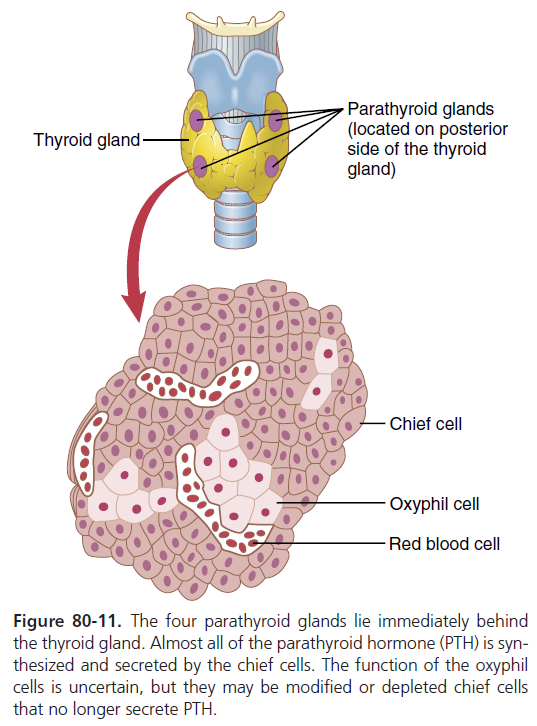 Thyroid gland
Parathyroid glands
(located on posterior
side of the thyroid
gland)
Chief cell
Oxyphil cell
Red blood cell
Figure 80-11. The four parathyroid glands lie immediately behind
the thyroid gland. Almost all of the parathyroid hormone (PTH) is syn-
thesized and secreted by the chief cells. The function of the oxyphil
cells is uncertain, but they may be modified or depleted chief cells
that no longer secrete PTH.